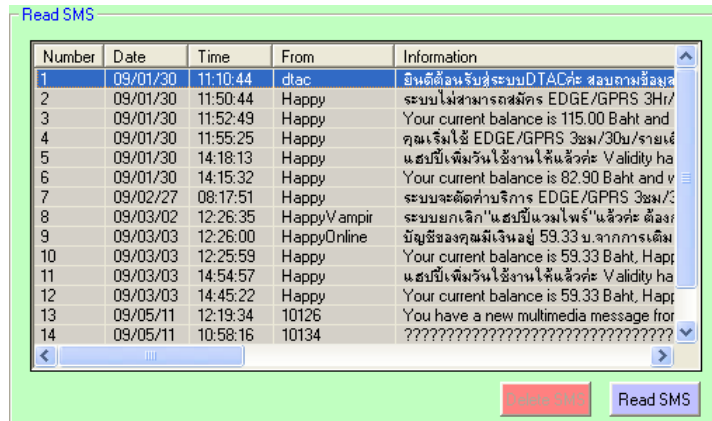 Read SMS
Number Date Time From Information
1 09/01/30 11:10:44 dtac ยินดีต้อนรับสู่ระบบDTACค่ะ สอบถามข้อมูล
2 09/01/30 11:50:44 Happy ระบบไม่สามารถสมัคร EDGE/GPRS 3Hr/
3 09/01/30 11:52:49 Happy Your current balance is 115.00 Baht and
4 09/01/30 11:55:25 Happy คุณเริ่มใช้ EDGE/GPRS 3ชม/30บ/รายเดื
5 09/01/30 14:18:13 Happy แฮปปี้เพิ่มวันใช้งานให้แล้วค่ะ Validity ha
6 09/01/30 14:15:32 Happy Your current balance is 82.90 Baht and v
7 09/02/27 08:17:51 Happy ระบบจะตัดค่าบริการ EDGE/GPRS 3ชม/3
8 09/03/02 12:26:35 HappyVampir ระบบยกเลิก"แฮปปี้แวมไพร์"แล้วค่ะ ต้องก
9 09/03/03 12:26:00 HappyOnline บัญชีของคุณมีเงินอยู่ 59.33 บ.จากการเติม
10 09/03/03 12:25:59 Happy Your current balance is 59.33 Baht, Happ
11 09/03/03 14:54:57 Happy แฮปปี้เพิ่มวันใช้งานให้แล้วค่ะ Validity ha
12 09/03/03 14:45:22 Happy Your current balance is 59.33 Baht, Happ
13 09/05/11 12:19:34 10126 You have a new multimedia message fror
14 09/05/11 10:58:16 10134 ????????????????????????????????
Delete SMS Read SMS